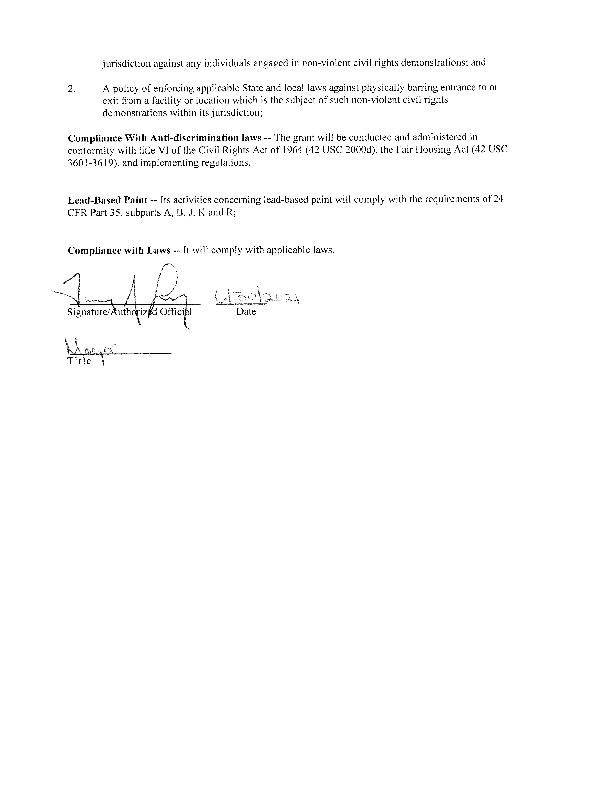 jurisdiction against any individuals engaged in non-violent civil rights demonstrations; and
2. A policy of enforcing applicable State and local laws against physically barring entrance to or
exit from a facility or location which is the subject of such non-violent civil rights
demonstrations within its jurisdiction;
Compliance With Anti-discrimination laws -- The grant will be conducted and administered in
conformity with title VI of the Civil Rights Act of 1964 (42 USC 2000d), the Fair Housing Act (42 USC
3601-3619), and implementing regulations.
Lead-Based Paint -- Its activities concerning lead-based paint will comply with the requirements of 24
CFR Part 35, subparts A, B, J, K and R;
Compliance with Laws -- It will comply with applicable laws.
Signature/Authorized Official Date
Mayor
Title